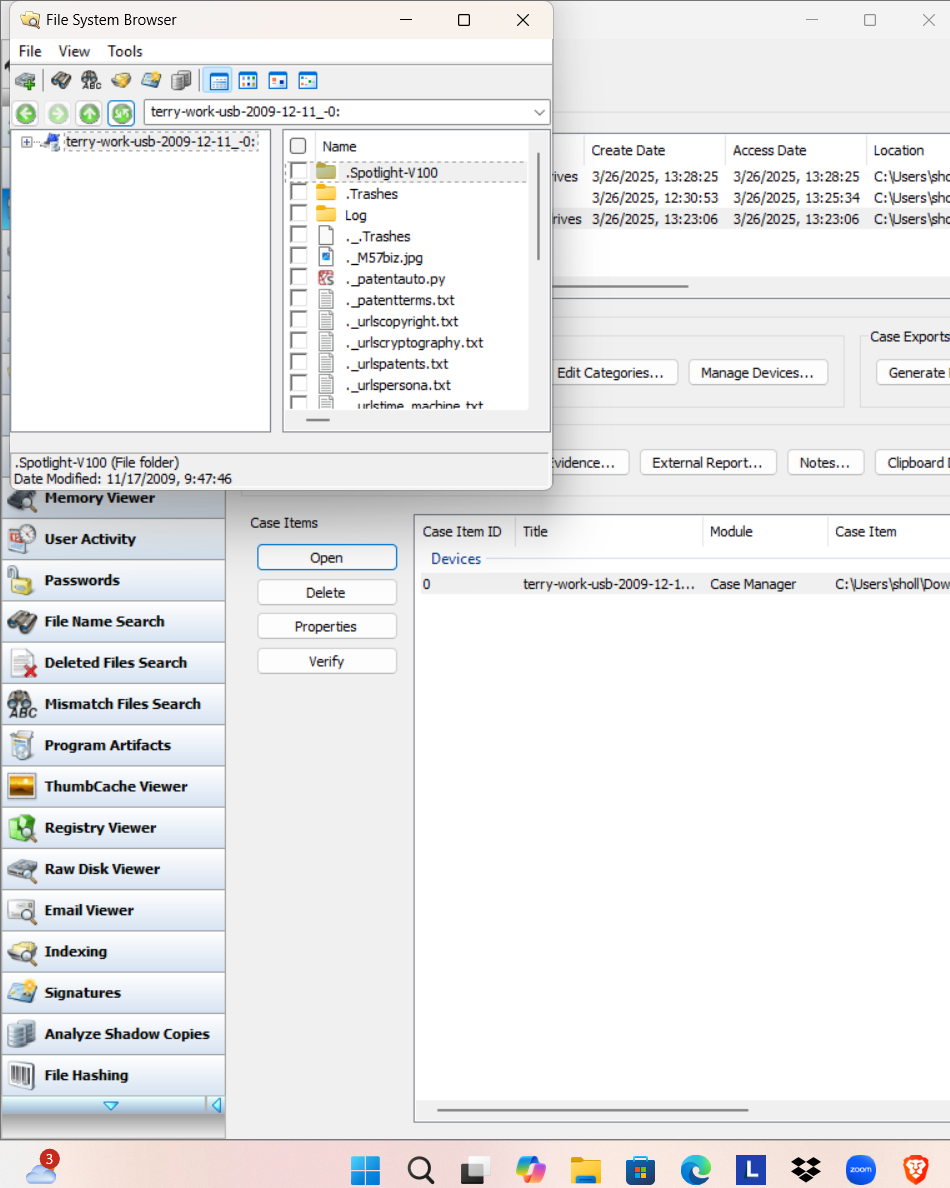 File System Browser
File View Tools
ABC
terry-work-usb-2009-12-11_-0:
terry-work-usb-2009-12-11_-0:
Name
.Spotlight-V100
.Trashes
Log
._.Trashes
._M57biz.jpg
._patentauto.py
._patentterms.txt
._urlscopyright.txt
._urlscryptography.txt
._urlspatents.txt
._urlspersona.txt
._urlstime_machine.txt
.Spotlight-V100 (File folder)
Date Modified: 11/17/2009, 9:47:46
Create Date Access Date Location
rives 3/26/2025, 13:28:25 3/26/2025, 13:28:25 C:\Users\sho
3/26/2025, 12:30:53 3/26/2025, 13:25:34 C:\Users\sho
rives 3/26/2025, 13:23:06 3/26/2025, 13:23:06 C:\Users\sho
Case Exports
Edit Categories... Manage Devices... Generate
vidence... External Report... Notes... Clipboard
Memory Viewer
User Activity
Passwords
File Name Search
Deleted Files Search
ABC Mismatch Files Search
Program Artifacts
ThumbCache Viewer
Registry Viewer
Raw Disk Viewer
Email Viewer
Indexing
Signatures
Analyze Shadow Copies
File Hashing
Case Items
Open
Delete
Properties
Verify
Case Item ID Title Module Case Item
Devices
0 terry-work-usb-2009-12-1... Case Manager C:\Users\sholl\Dow
3
L
zoom